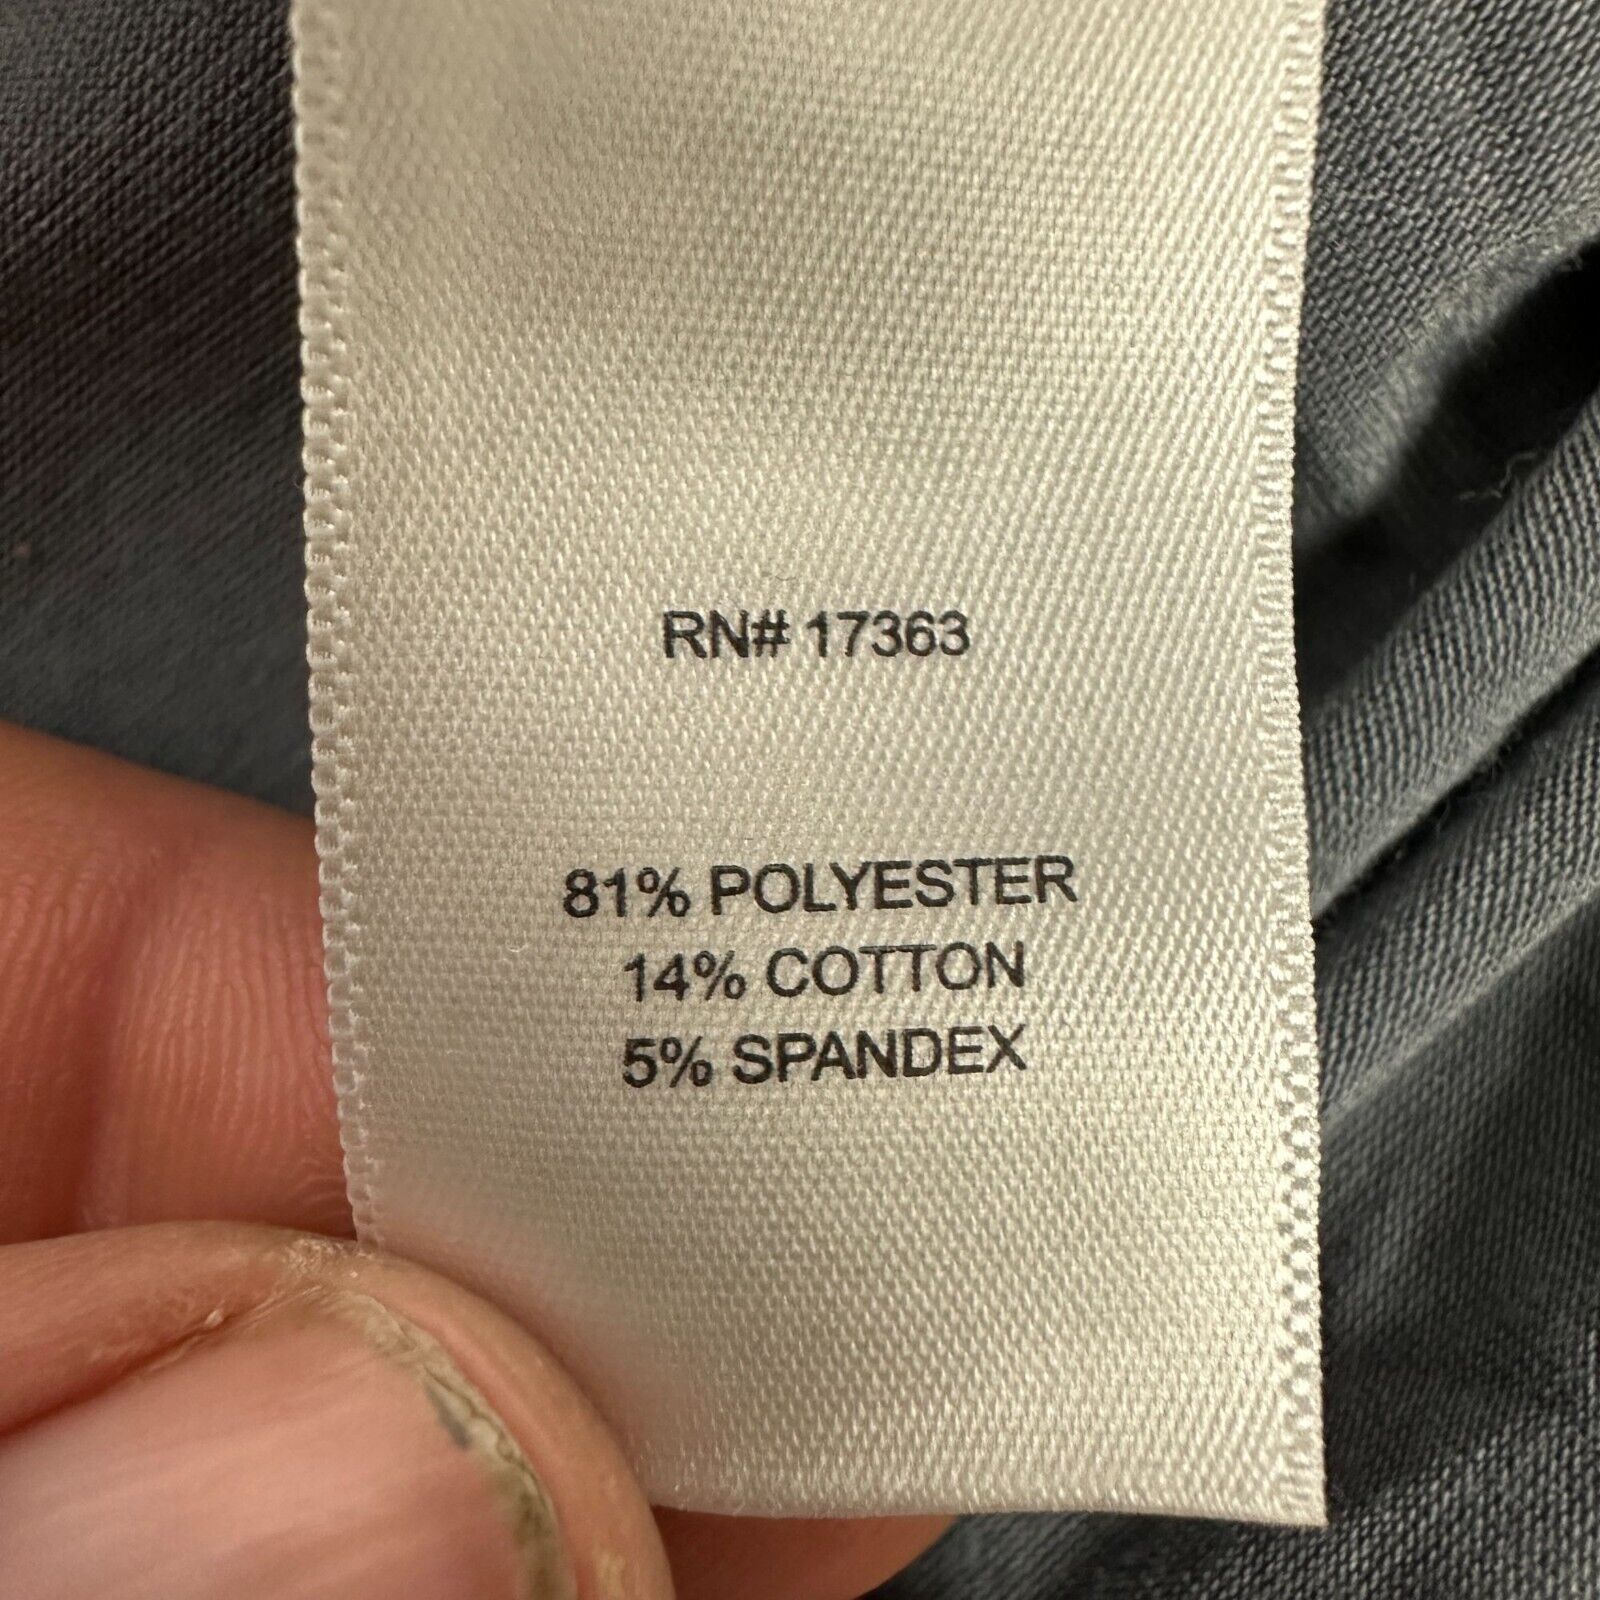 RN# 17363
81% POLYESTER
14% COTTON
5% SPANDEX